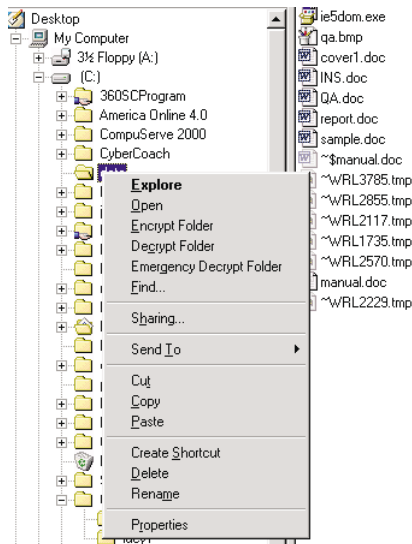 Desktop
My Computer
3½ Floppy (A:)
(C:)
360SCProgram
America Online 4.0
CompuServe 2000
CyberCoach
Explore
Open
Encrypt Folder
Decrypt Folder
Emergency Decrypt Folder
Find...
Sharing...
Send To
Cut
Copy
Paste
Create Shortcut
Delete
Rename
Properties
ie5dom.exe
qa.bmp
cover1.doc
INS.doc
QA.doc
report.doc
sample.doc
~$manual.doc
~WRL3785.tmp
~WRL2855.tmp
~WRL2117.tmp
~WRL1735.tmp
~WRL2570.tmp
manual.doc
~WRL2229.tmp